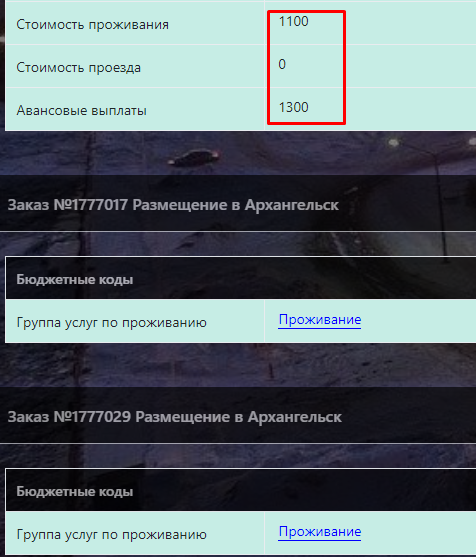 Стоимость проживания 1100
Стоимость проезда 0
Авансовые выплаты 1300
Заказ №1777017 Размещение в Архангельск
Бюджетные коды
Группа услуг по проживанию Проживание
Заказ №1777029 Размещение в Архангельск
Бюджетные коды
Группа услуг по проживанию Проживание